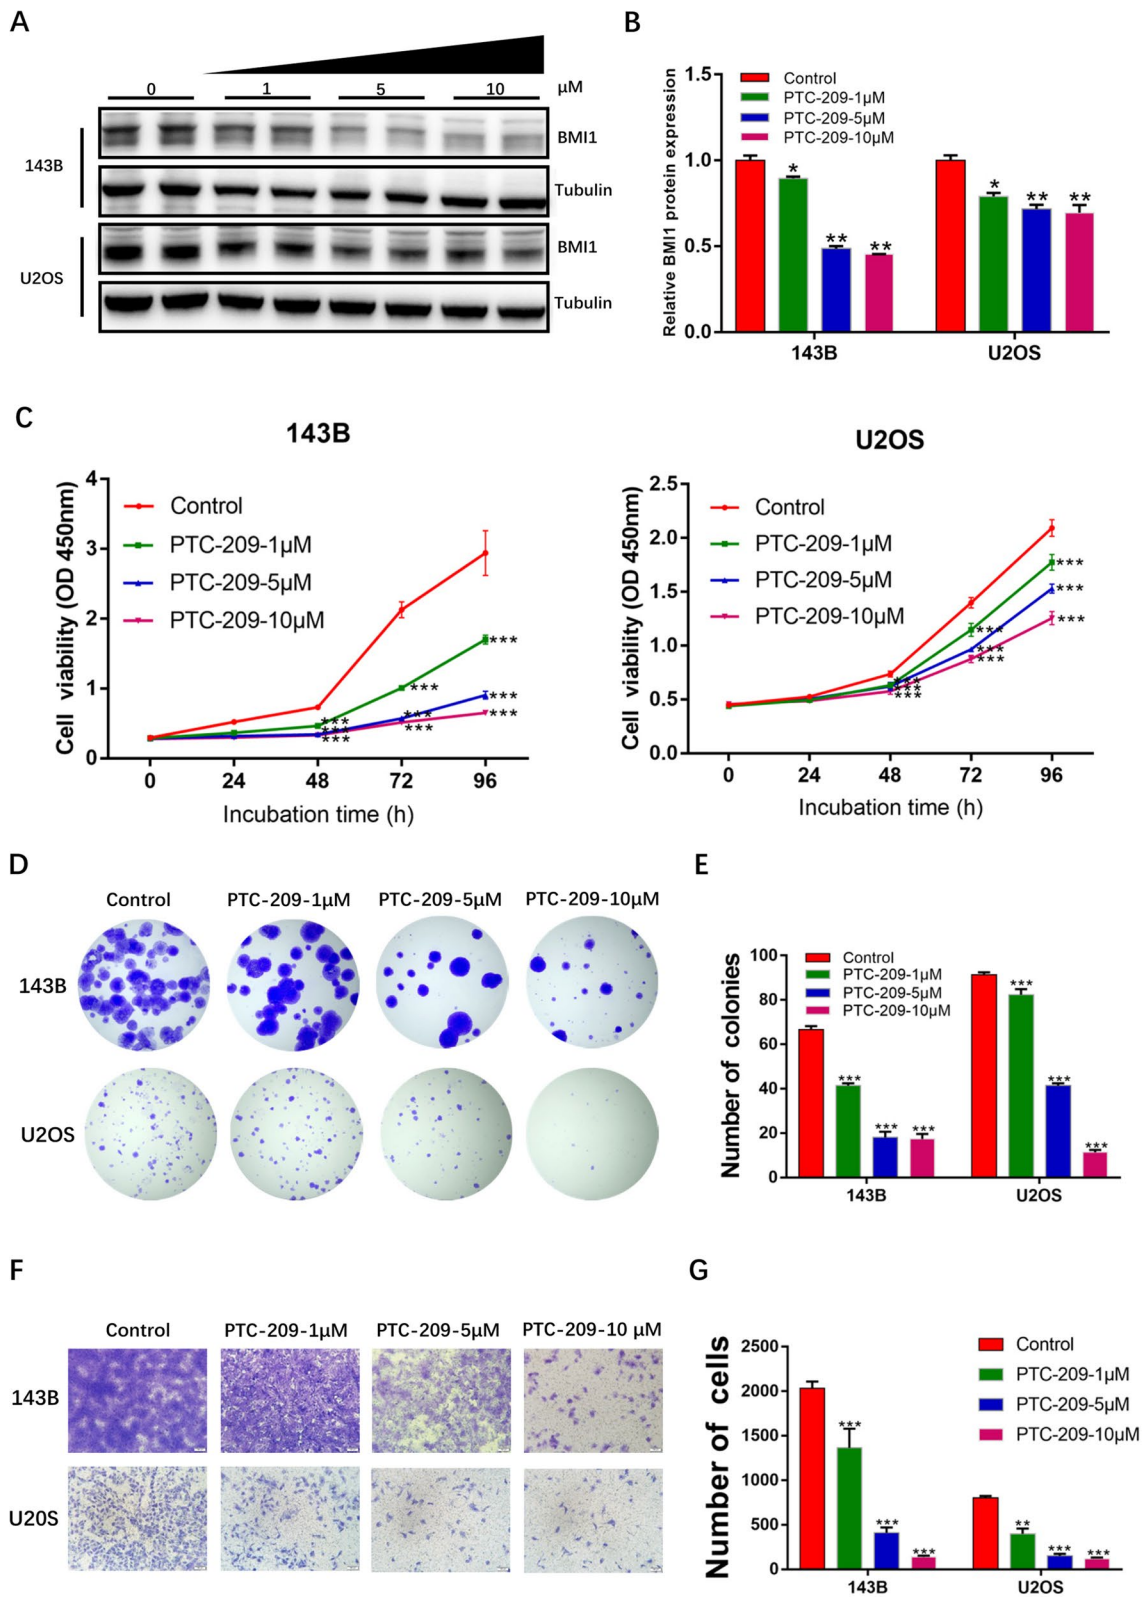 A
0 1 5 10 μM
143B
BMI1
Tubulin
U2OS
BMI1
Tubulin
B
Relative BMI1 protein expression
1.5
1.0
0.5
0.0
Control
PTC-209-1μM
PTC-209-5μM
PTC-209-10μM
*
**
**
*
**
**
143B U2OS
C
143B
Cell viability (OD 450nm)
4
3
2
1
0
Control
PTC-209-1μM
PTC-209-5μM
PTC-209-10μM
***
***
***
***
***
***
***
***
***
0 24 48 72 96
Incubation time (h)
U2OS
Cell viability (OD 450nm)
2.5
2.0
1.5
1.0
0.5
0.0
Control
PTC-209-1μM
PTC-209-5μM
PTC-209-10μM
***
***
***
***
***
***
***
***
***
0 24 48 72 96
Incubation time (h)
D
Control PTC-209-1μM PTC-209-5μM PTC-209-10μM
143B
U2OS
E
Number of colonies
100
80
60
40
20
0
Control
PTC-209-1μM
PTC-209-5μM
PTC-209-10μM
***
***
***
***
***
***
143B U2OS
F
Control PTC-209-1μM PTC-209-5μM PTC-209-10 μM
143B
U20S
G
Number of cells
2500
2000
1500
1000
500
0
Control
PTC-209-1μM
PTC-209-5μM
PTC-209-10μM
***
***
***
**
***
***
143B U2OS